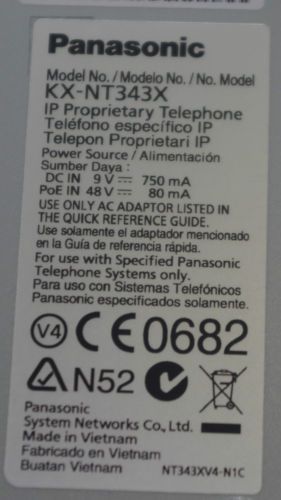 Panasonic
Model No. / Modelo No. / No. Model
KX-NT343X
IP Proprietary Telephone
Teléfono específico IP
Telepon Proprietari IP
Power Source / Alimentación
Sumber Daya :
DC IN 9 V⎓ 750 mA
PoE IN 48 V⎓ 80 mA
USE ONLY AC ADAPTOR LISTED IN
THE QUICK REFERENCE GUIDE.
Use solamente el adaptador mencionado
en la Guía de referencia rápida.
For use with Specified Panasonic
Telephone Systems only.
Para uso con Sistemas Telefónicos
Panasonic especificados solamente.
V4 CE0682
N52
Panasonic
System Networks Co., Ltd.
Made in Vietnam
Fabricado en Vietnam
Buatan Vietnam NT343XV4-N1C